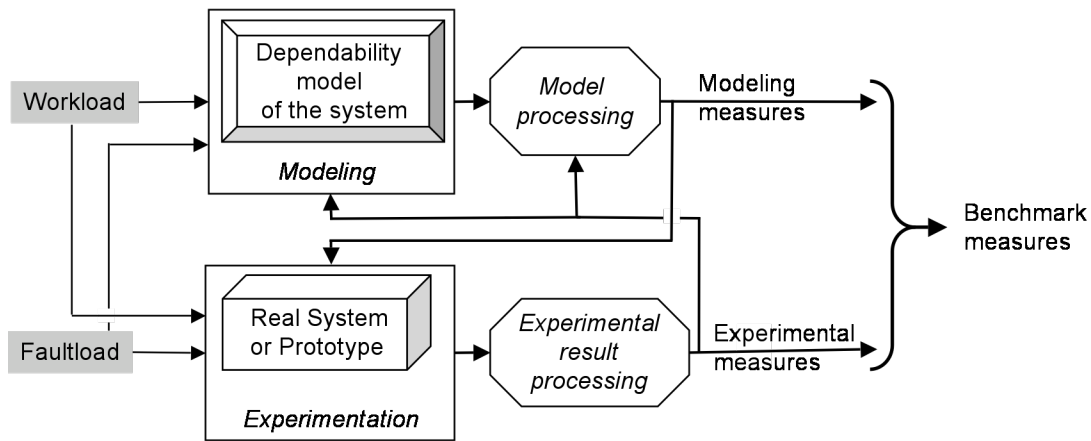 Workload
Dependability
model
of the system
Modeling
Model
processing
Modeling
measures
Benchmark
measures
Faultload
Real System
or Prototype
Experimentation
Experimental
result
processing
Experimental
measures